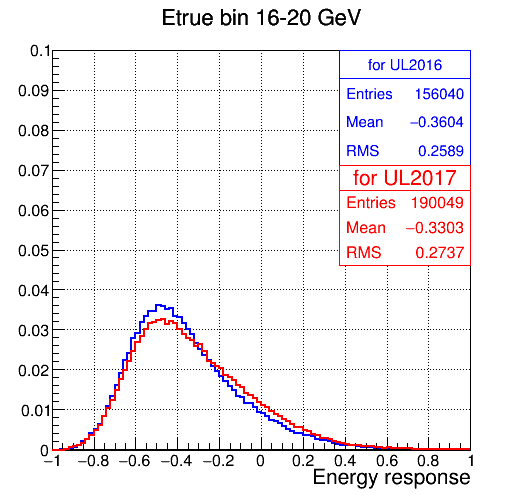 Etrue bin 16-20 GeV
for UL2016
Entries 156040
Mean −0.3604
RMS 0.2589
for UL2017
Entries 190049
Mean −0.3303
RMS 0.2737
0.1
0.09
0.08
0.07
0.06
0.05
0.04
0.03
0.02
0.01
0
−1 −0.8 −0.6 −0.4 −0.2 0 0.2 0.4 0.6 0.8 1
Energy response